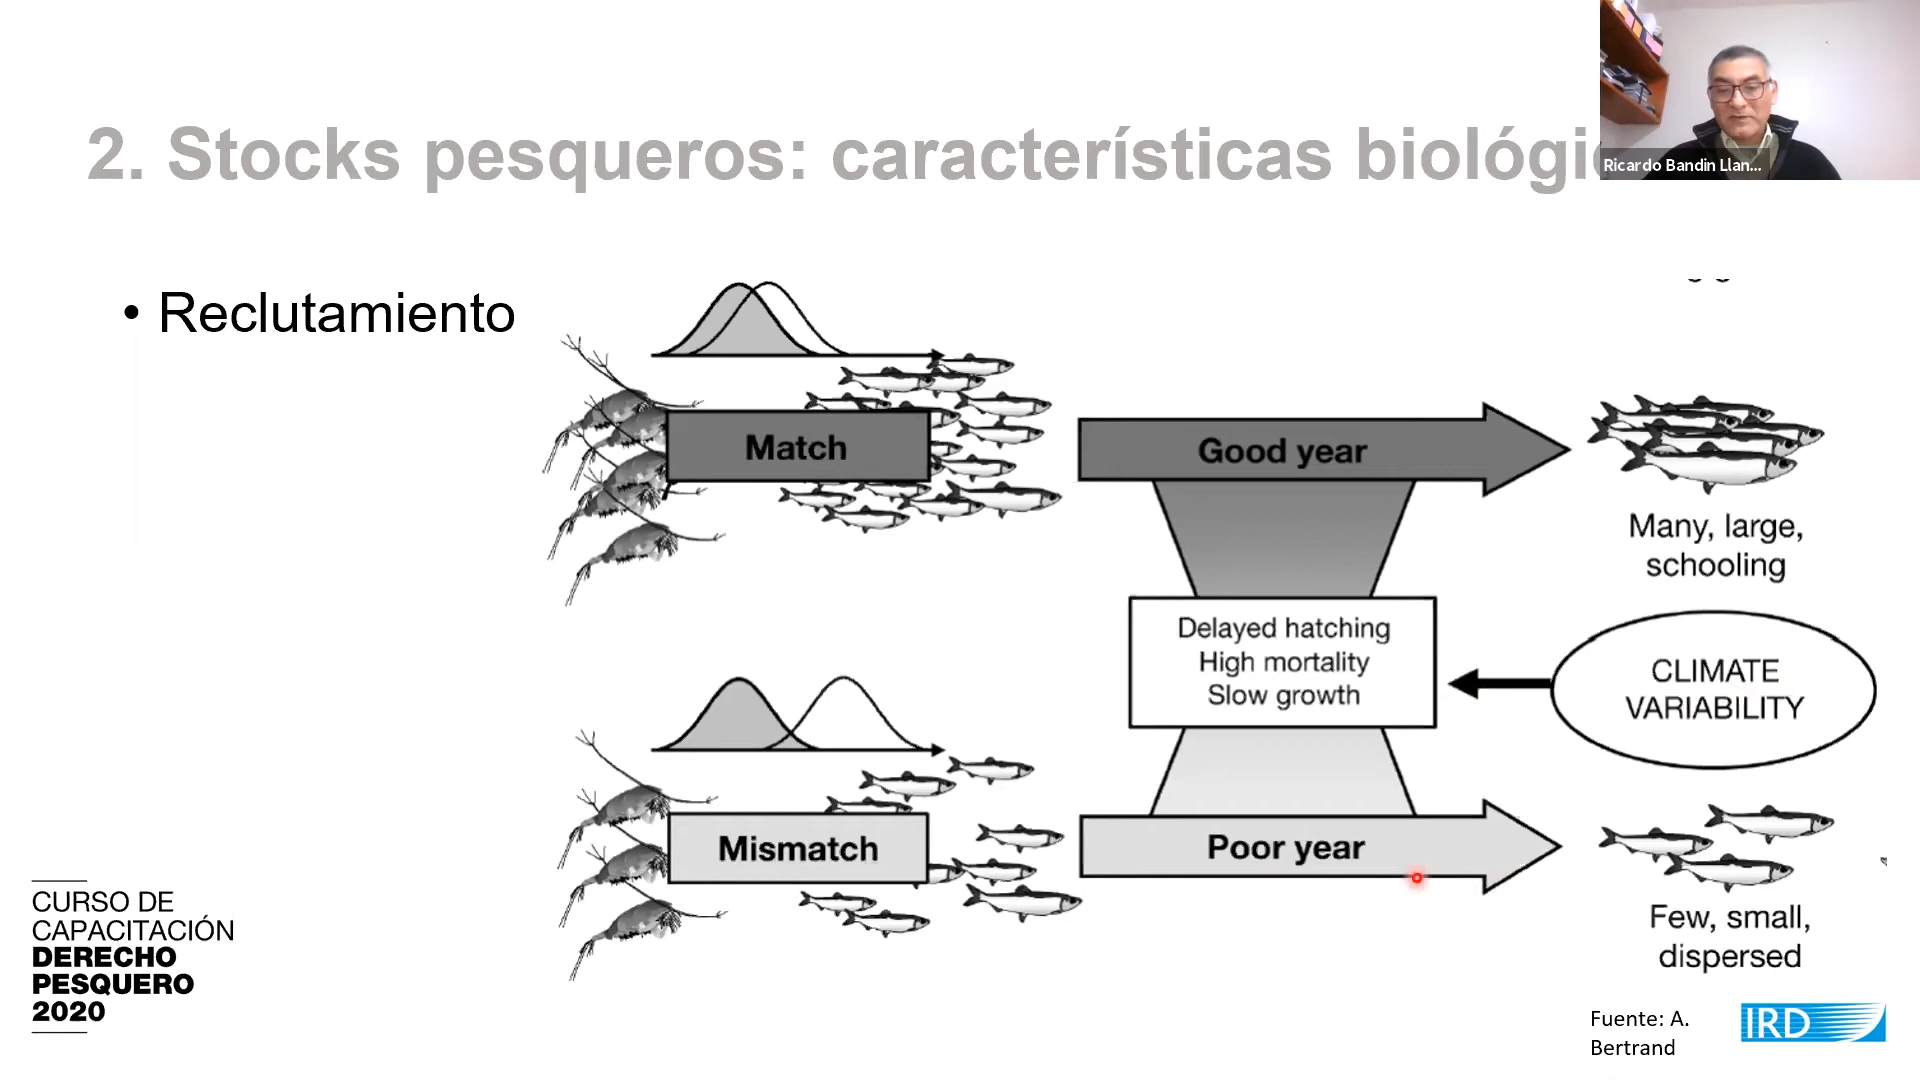 2. Stocks pesqueros: características biológi
Ricardo Bandin Llan...
• Reclutamiento
Match
Good year
Many, large,
schooling
Delayed hatching
High mortality
Slow growth
CLIMATE
VARIABILITY
Mismatch
Poor year
Few, small,
dispersed
CURSO DE
CAPACITACIÓN
DERECHO
PESQUERO
2020
Fuente: A.
Bertrand
IRD